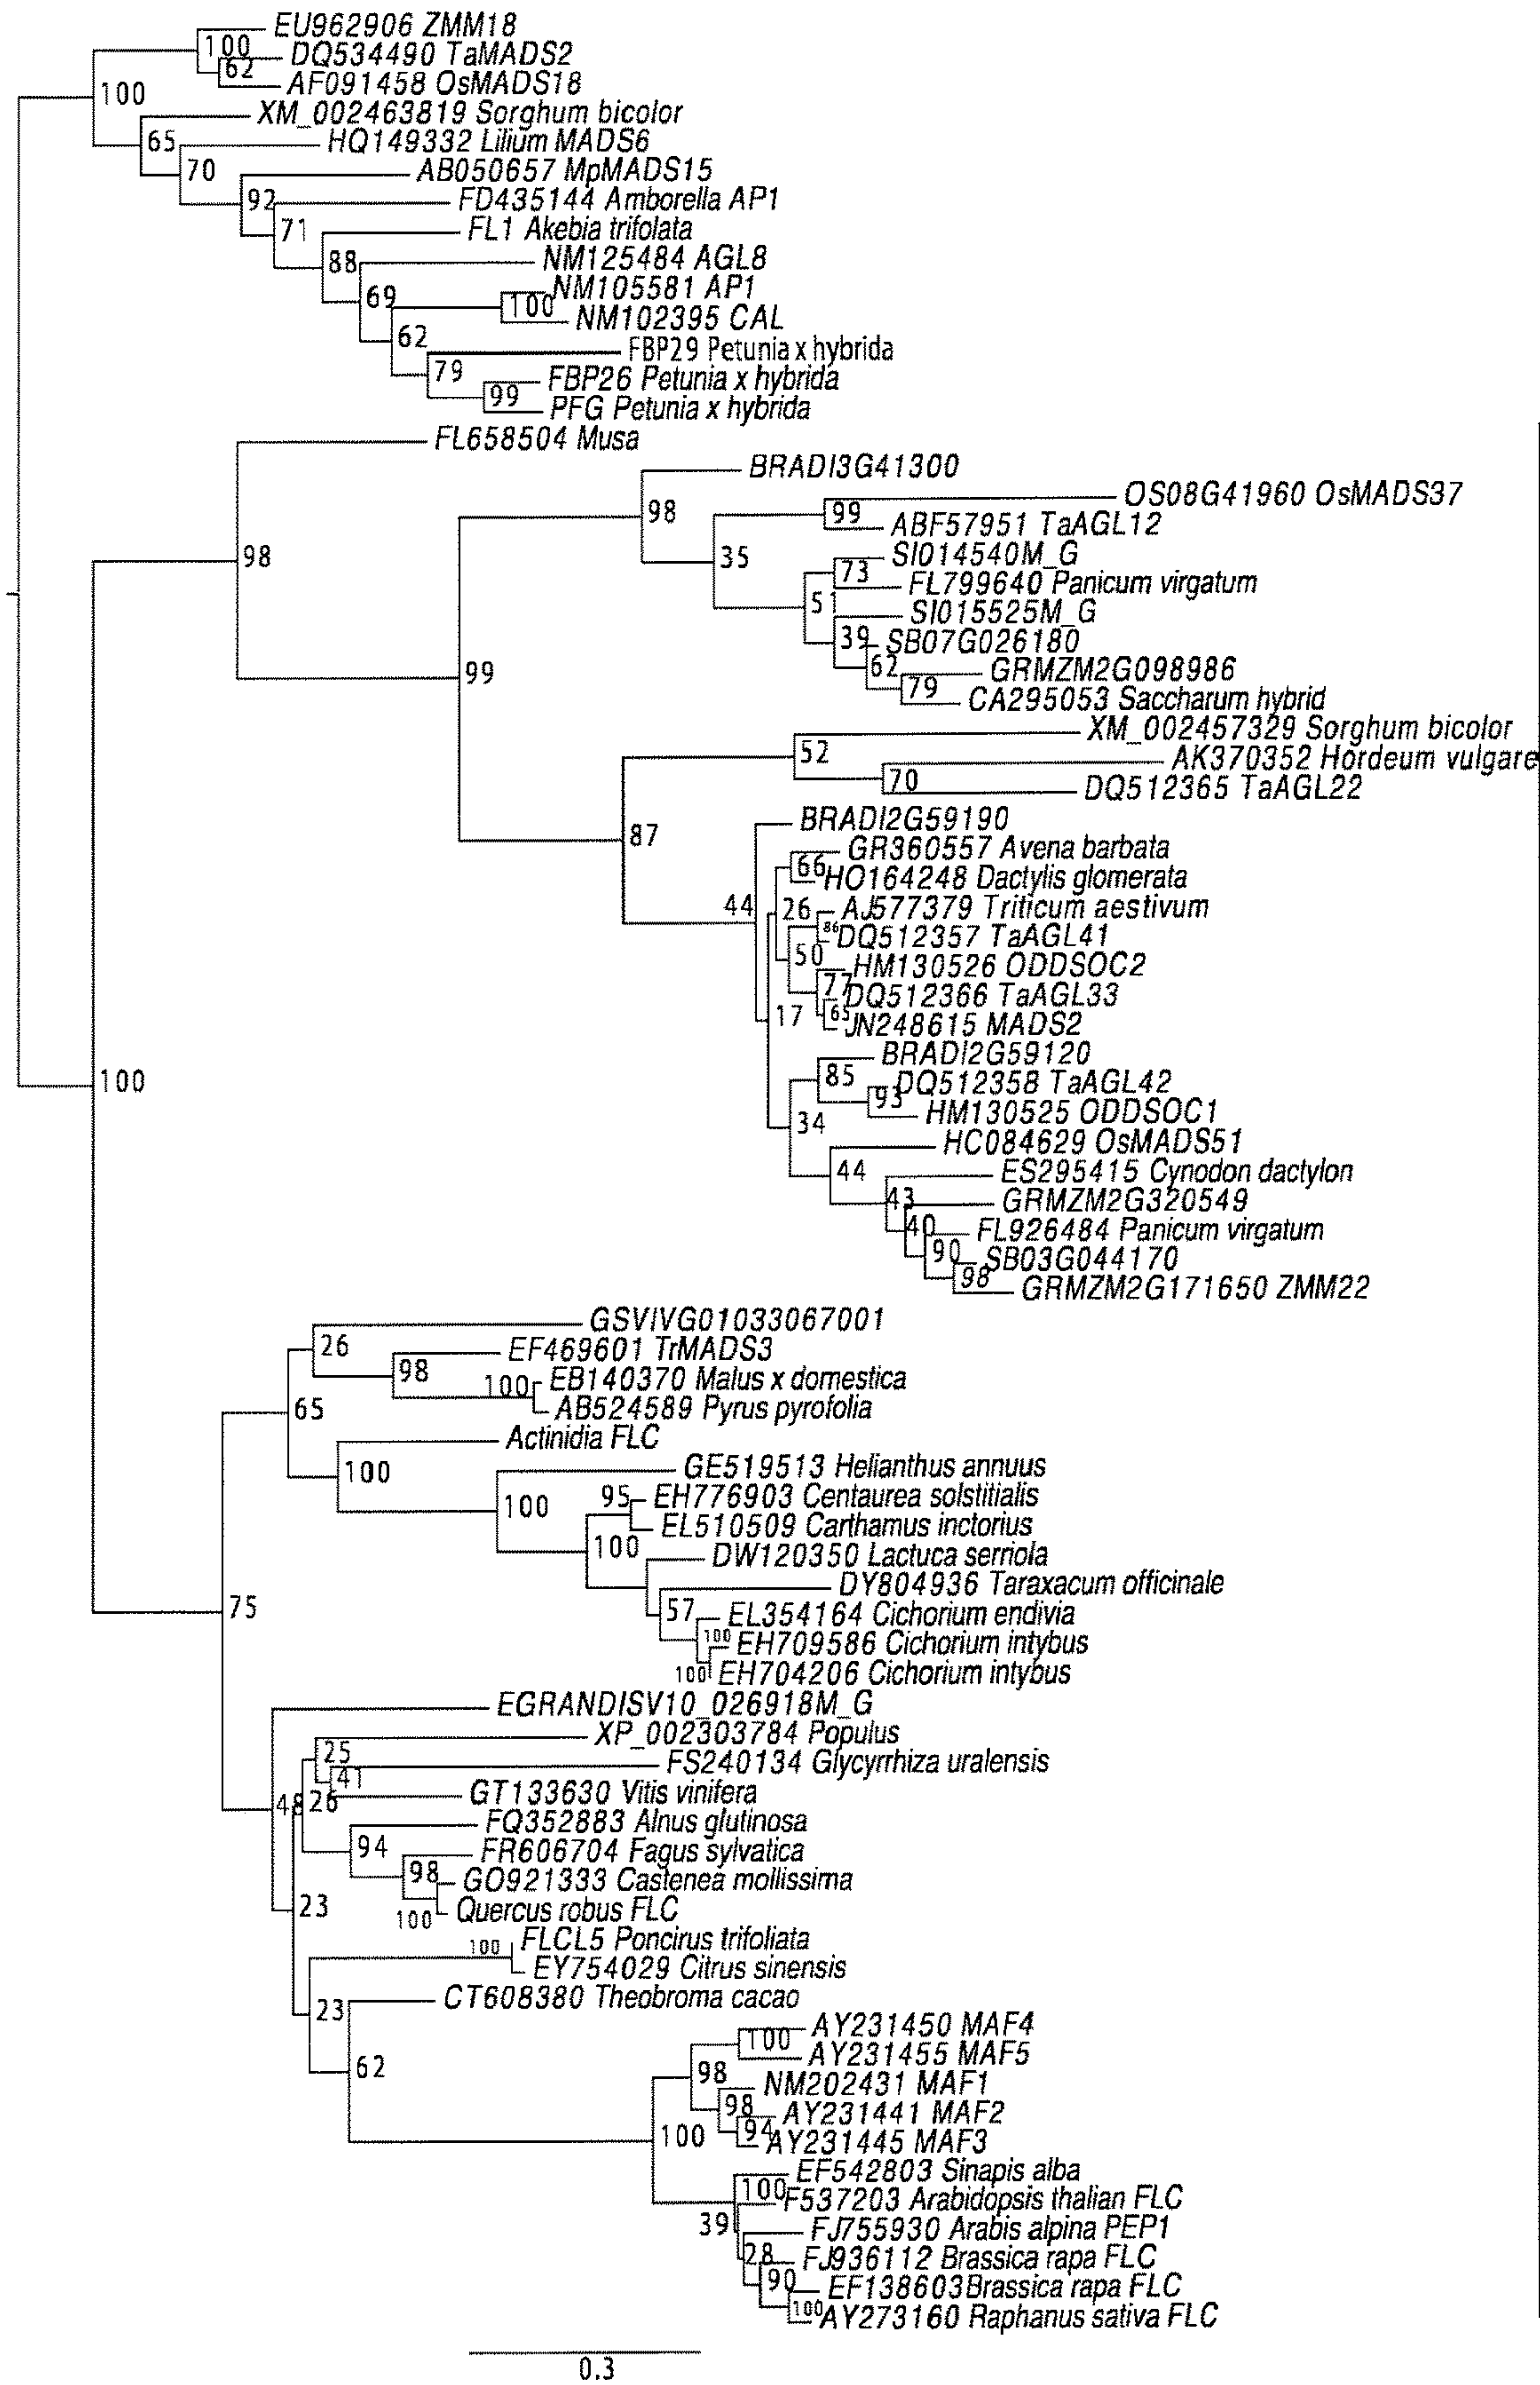 EU962906 ZMM18
100
DQ534490 TaMADS2
62
AF091458 OsMADS18
100
XM_002463819 Sorghum bicolor
65
HQ149332 Lilium MADS6
70
AB050657 MpMADS15
92
FD435144 Amborella AP1
71
FL1 Akebia trifolata
88
NM125484 AGL8
69
NM105581 AP1
100
NM102395 CAL
62
FBP29 Petunia x hybrida
79
FBP26 Petunia x hybrida
99
PFG Petunia x hybrida
FL658504 Musa
BRADI3G41300
OS08G41960 OsMADS37
98
99
ABF57951 TaAGL12
98
35
SI014540M_G
73
FL799640 Panicum virgatum
51
SI015525M_G
39
SB07G026180
62
GRMZM2G098986
99
79
CA295053 Saccharum hybrid
XM_002457329 Sorghum bicolor
52
AK370352 Hordeum vulgare
70
DQ512365 TaAGL22
BRADI2G59190
87
GR360557 Avena barbata
66
HO164248 Dactylis glomerata
44
26
AJ577379 Triticum aestivum
86
DQ512357 TaAGL41
50
HM130526 ODDSOC2
77
DQ512366 TaAGL33
17
65
JN248615 MADS2
BRADI2G59120
100
85
DQ512358 TaAGL42
93
HM130525 ODDSOC1
34
HC084629 OsMADS51
44
ES295415 Cynodon dactylon
43
GRMZM2G320549
40
FL926484 Panicum virgatum
90
SB03G044170
98
GRMZM2G171650 ZMM22
GSVIVG01033067001
26
EF469601 TrMADS3
98
100
EB140370 Malus x domestica
65
AB524589 Pyrus pyrofolia
Actinidia FLC
100
GE519513 Helianthus annuus
95
EH776903 Centaurea solstitialis
100
EL510509 Carthamus inctorius
100
DW120350 Lactuca serriola
DY804936 Taraxacum officinale
75
57
EL354164 Cichorium endivia
100
EH709586 Cichorium intybus
100
EH704206 Cichorium intybus
EGRANDISV10_026918M_G
XP_002303784 Populus
25
FS240134 Glycyrrhiza uralensis
41
GT133630 Vitis vinifera
48
26
FQ352883 Alnus glutinosa
94
FR606704 Fagus sylvatica
98
GO921333 Castenea mollissima
23
100
Quercus robus FLC
100
FLCL5 Poncirus trifoliata
EY754029 Citrus sinensis
CT608380 Theobroma cacao
23
AY231450 MAF4
100
AY231455 MAF5
62
98
NM202431 MAF1
98
AY231441 MAF2
94
100
AY231445 MAF3
EF542803 Sinapis alba
100
F537203 Arabidopsis thalian FLC
39
FJ755930 Arabis alpina PEP1
28
FJ936112 Brassica rapa FLC
90
EF138603Brassica rapa FLC
100
AY273160 Raphanus sativa FLC
0.3